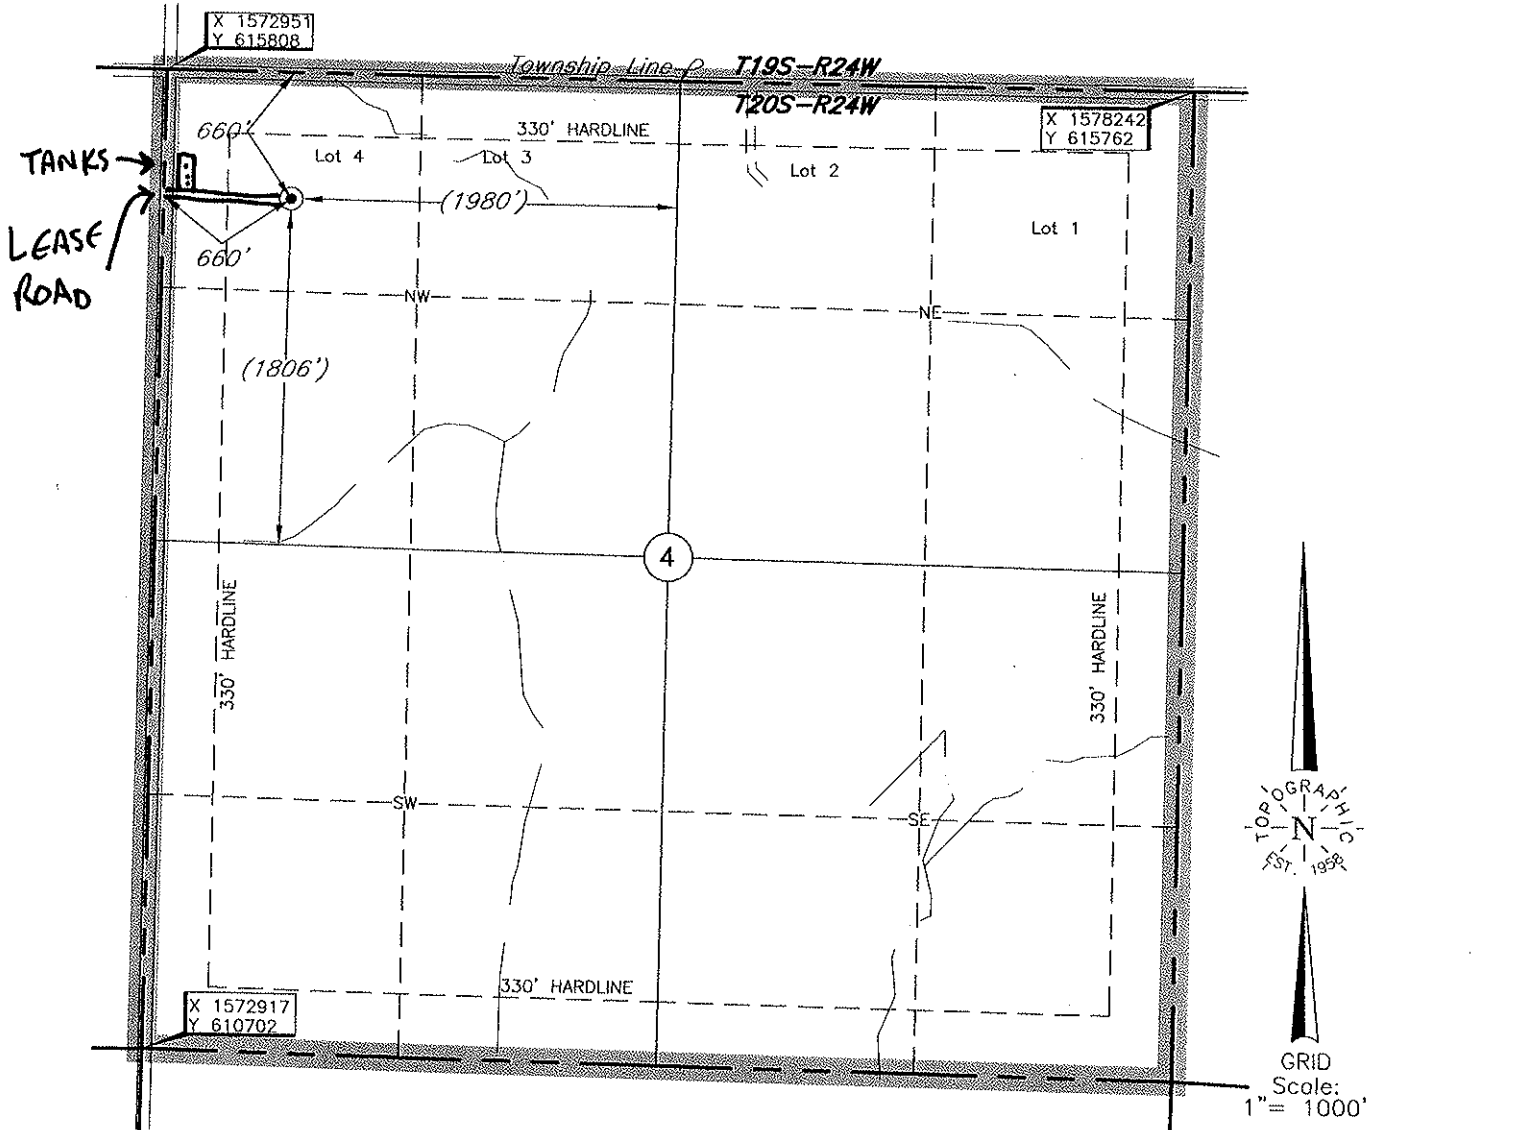 X 1572951
Y 615808
Township Line
T19S-R24W
T20S-R24W
X 1578242
Y 615762
660'
330' HARDLINE
Lot 4
Lot 3
Lot 2
Lot 1
TANKS
(1980')
LEASE
ROAD
660'
NW
NE
(1806')
4
330' HARDLINE
330' HARDLINE
SW
SE
TOPOGRAPHIC
N
EST. 1958
330' HARDLINE
X 1572917
Y 610702
GRID
Scale:
1"= 1000'